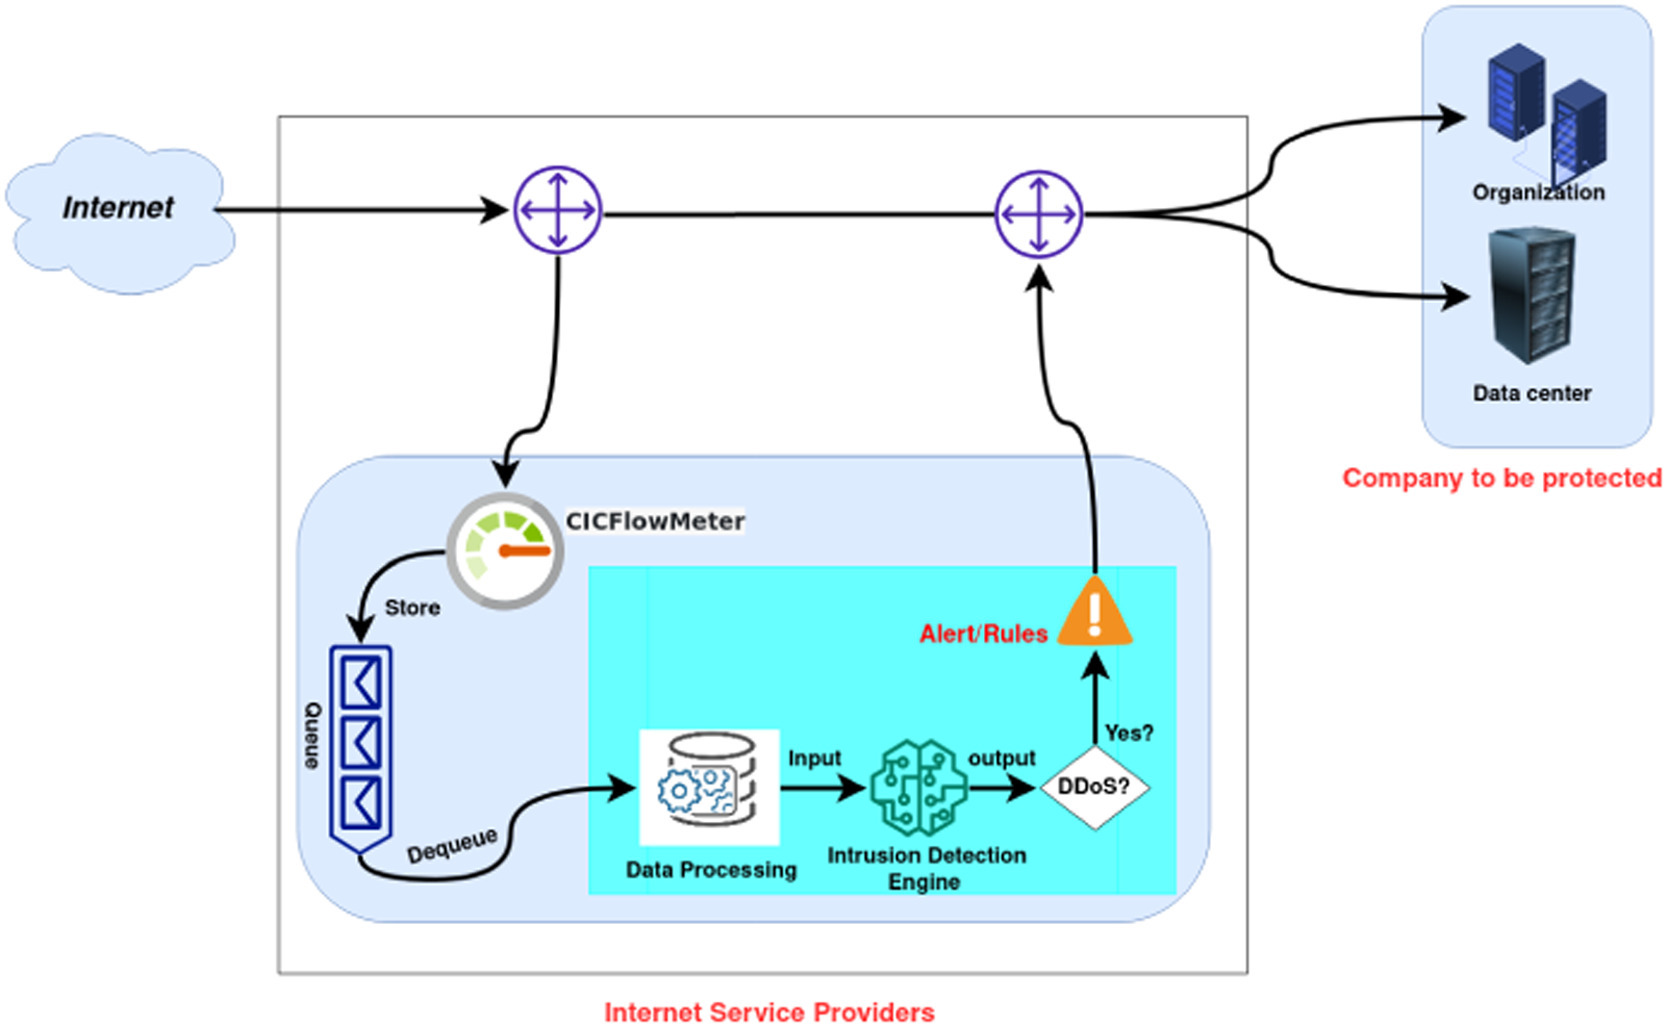 Internet
Organization
Data center
Company to be protected
CICFlowMeter
Store
Queue
Dequeue
Alert/Rules
Yes?
Input
output
DDoS?
Data Processing
Intrusion Detection
Engine
Internet Service Providers